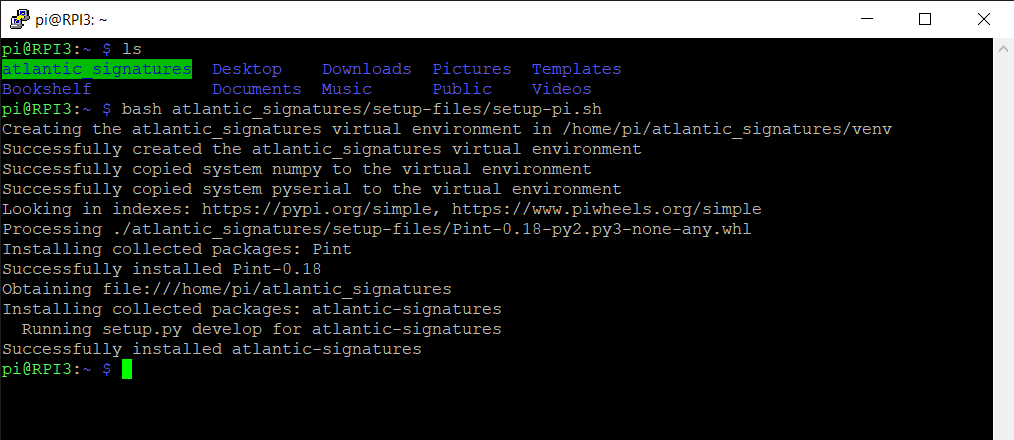 pi@RPI3: ~
pi@RPI3:~ $ ls
atlantic_signatures  Desktop    Downloads  Pictures  Templates
Bookshelf            Documents  Music      Public    Videos
pi@RPI3:~ $ bash atlantic_signatures/setup-files/setup-pi.sh
Creating the atlantic_signatures virtual environment in /home/pi/atlantic_signatures/venv
Successfully created the atlantic_signatures virtual environment
Successfully copied system numpy to the virtual environment
Successfully copied system pyserial to the virtual environment
Looking in indexes: https://pypi.org/simple, https://www.piwheels.org/simple
Processing ./atlantic_signatures/setup-files/Pint-0.18-py2.py3-none-any.whl
Installing collected packages: Pint
Successfully installed Pint-0.18
Obtaining file:///home/pi/atlantic_signatures
Installing collected packages: atlantic-signatures
  Running setup.py develop for atlantic-signatures
Successfully installed atlantic-signatures
pi@RPI3:~ $